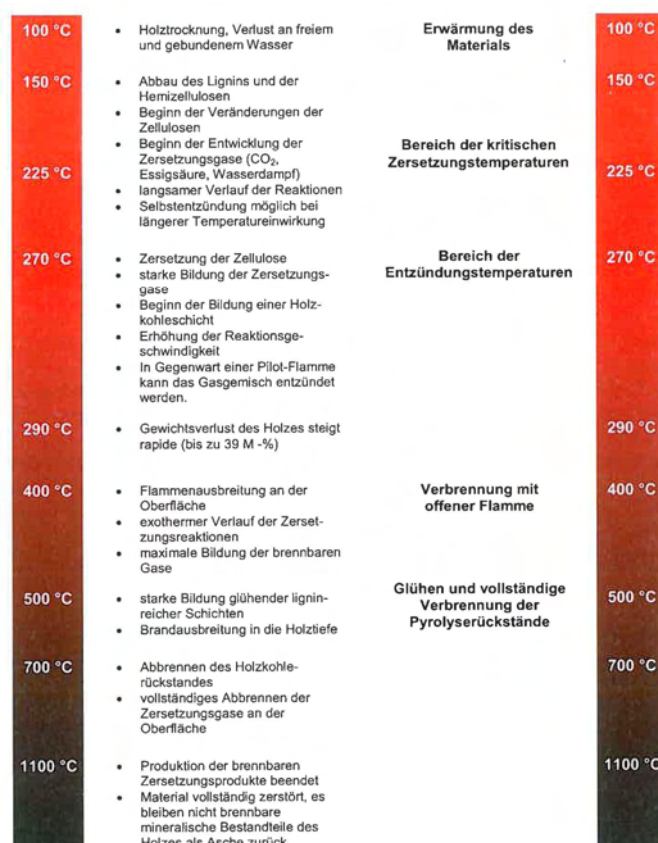 100 °C
• Holztrocknung, Verlust an freiem
und gebundenem Wasser
Erwärmung des
Materials
100 °C
150 °C
• Abbau des Lignins und der
Hemizellulosen
• Beginn der Veränderungen der
Zellulosen
• Beginn der Entwicklung der
Zersetzungsgase (CO₂,
Essigsäure, Wasserdampf)
• langsamer Verlauf der Reaktionen
• Selbstentzündung möglich bei
längerer Temperatureinwirkung
150 °C
225 °C
Bereich der kritischen
Zersetzungstemperaturen
225 °C
270 °C
• Zersetzung der Zellulose
• starke Bildung der Zersetzungs-
gase
• Beginn der Bildung einer Holz-
kohleschicht
• Erhöhung der Reaktionsge-
schwindigkeit
• In Gegenwart einer Pilot-Flamme
kann das Gasgemisch entzündet
werden.
Bereich der
Entzündungstemperaturen
270 °C
290 °C
• Gewichtsverlust des Holzes steigt
rapide (bis zu 39 M -%)
290 °C
400 °C
• Flammenausbreitung an der
Oberfläche
• exothermer Verlauf der Zerset-
zungsreaktionen
• maximale Bildung der brennbaren
Gase
Verbrennung mit
offener Flamme
400 °C
500 °C
• starke Bildung glühender lignin-
reicher Schichten
• Brandausbreitung in die Holztiefe
Glühen und vollständige
Verbrennung der
Pyrolyserückstände
500 °C
700 °C
• Abbrennen des Holzkohle-
rückstandes
• vollständiges Abbrennen der
Zersetzungsgase an der
Oberfläche
700 °C
1100 °C
• Produktion der brennbaren
Zersetzungsprodukte beendet
• Material vollständig zerstört, es
bleiben nicht brennbare
mineralische Bestandteile des
Holzes als Asche zurück
1100 °C